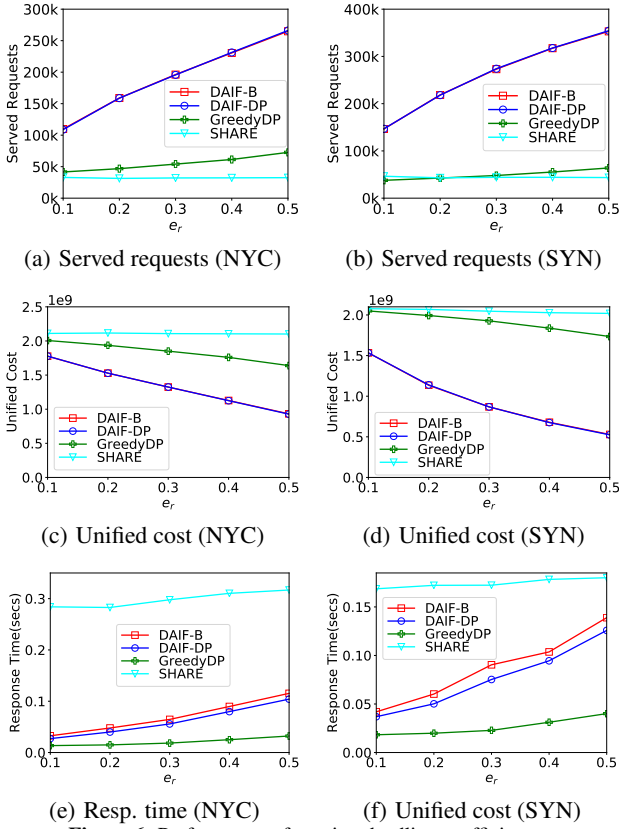 300k
250k
200k
150k
100k
50k
0k
Served Requests
DAIF-B
DAIF-DP
GreedyDP
SHARE
0.1 0.2 0.3 0.4 0.5
e_r
(a) Served requests (NYC)
400k
300k
200k
100k
0k
Served Requests
DAIF-B
DAIF-DP
GreedyDP
SHARE
0.1 0.2 0.3 0.4 0.5
e_r
(b) Served requests (SYN)
1e9
2.5
2.0
1.5
1.0
0.5
0.0
Unified Cost
DAIF-B
DAIF-DP
GreedyDP
SHARE
0.1 0.2 0.3 0.4 0.5
e_r
(c) Unified cost (NYC)
1e9
2.0
1.5
1.0
0.5
0.0
Unified Cost
DAIF-B
DAIF-DP
GreedyDP
SHARE
0.1 0.2 0.3 0.4 0.5
e_r
(d) Unified cost (SYN)
0.3
0.2
0.1
0.0
Response Time(secs)
DAIF-B
DAIF-DP
GreedyDP
SHARE
0.1 0.2 0.3 0.4 0.5
e_r
(e) Resp. time (NYC)
0.15
0.10
0.05
0.00
Response Time(secs)
DAIF-B
DAIF-DP
GreedyDP
SHARE
0.1 0.2 0.3 0.4 0.5
e_r
(f) Unified cost (SYN)